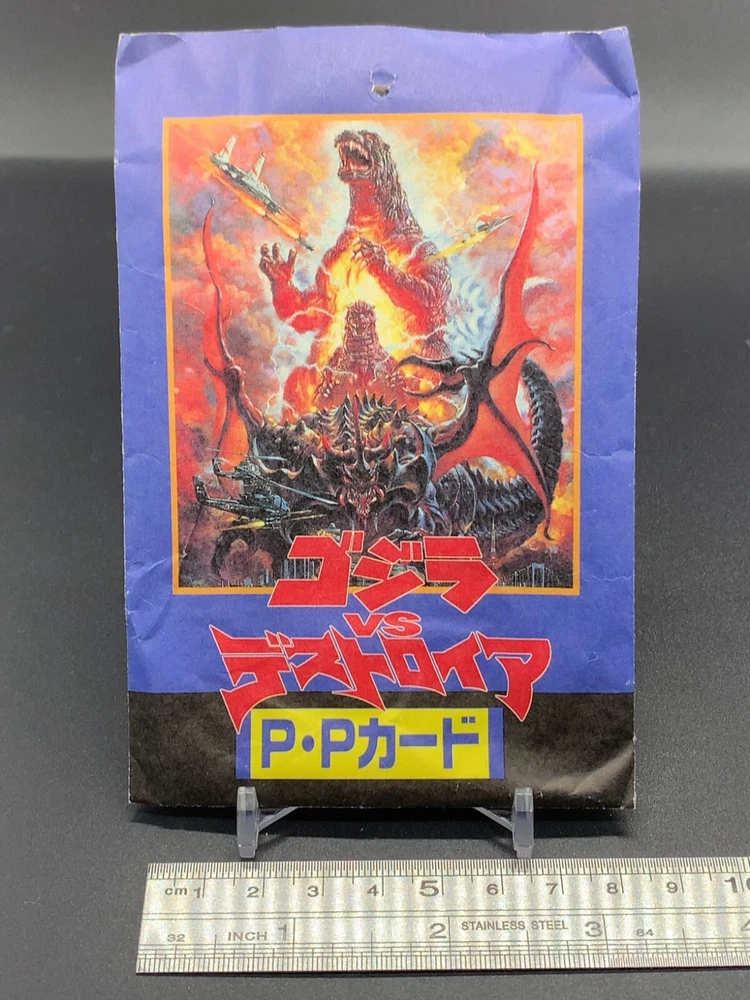 ゴジラ
VS
デストロイア
P・Pカード
cm 1 2 3 4 5 6 7 8 9 10
32 INCH 1 2 STAINLESS STEEL 3 64 4